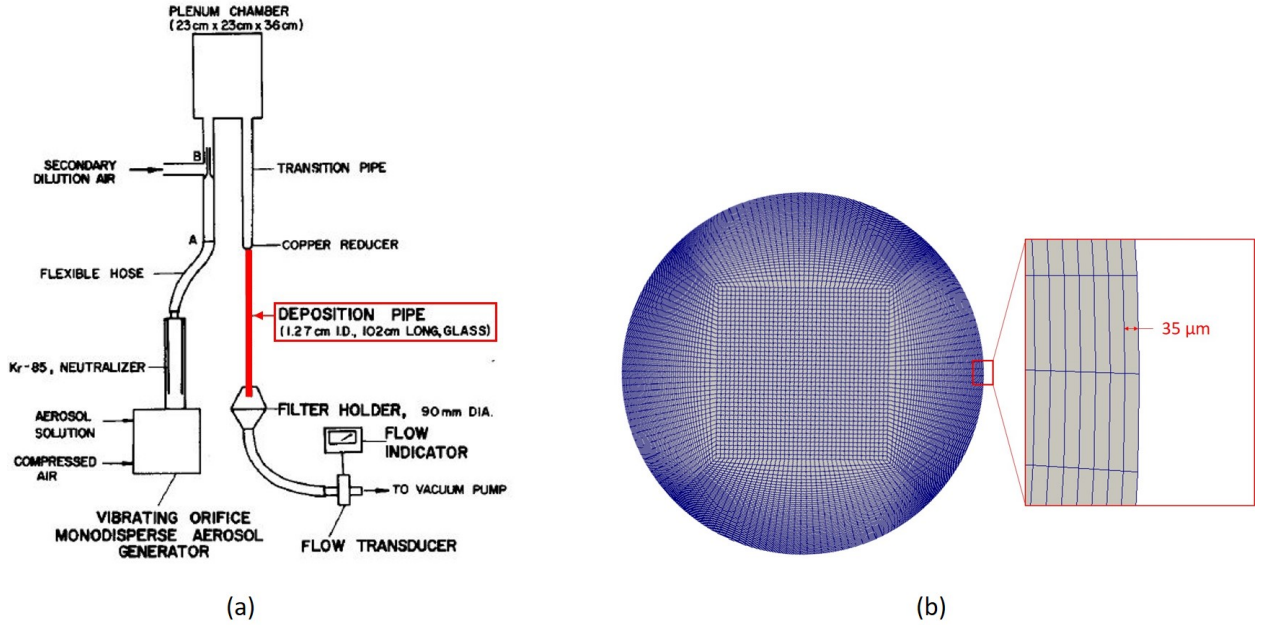 PLENUM CHAMBER
(23cm x 23cm x 36cm)
B
SECONDARY
DILUTION AIR
TRANSITION PIPE
A
COPPER REDUCER
FLEXIBLE HOSE
DEPOSITION PIPE
(1.27cm I.D., 102cm LONG, GLASS)
Kr-85, NEUTRALIZER
FILTER HOLDER, 90mm DIA.
AEROSOL
SOLUTION
FLOW
INDICATOR
COMPRESSED
AIR
TO VACUUM PUMP
VIBRATING ORIFICE
MONODISPERSE AEROSOL
GENERATOR
FLOW TRANSDUCER
(a)
35 µm
(b)